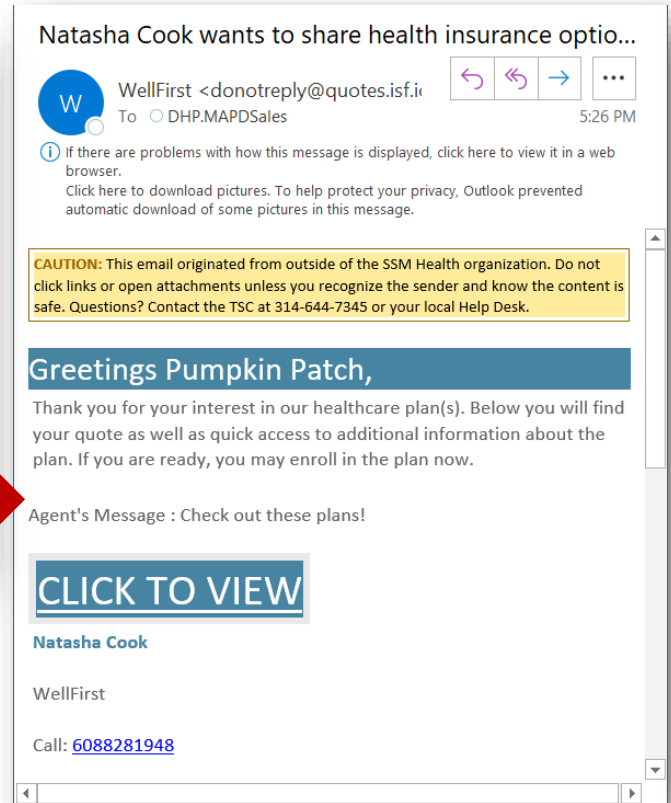 Natasha Cook wants to share health insurance optio...
W
WellFirst <donotreply@quotes.isf.i
To DHP.MAPDSales
5:26 PM
If there are problems with how this message is displayed, click here to view it in a web
browser.
Click here to download pictures. To help protect your privacy, Outlook prevented
automatic download of some pictures in this message.
CAUTION: This email originated from outside of the SSM Health organization. Do not
click links or open attachments unless you recognize the sender and know the content is
safe. Questions? Contact the TSC at 314-644-7345 or your local Help Desk.
Greetings Pumpkin Patch,
Thank you for your interest in our healthcare plan(s). Below you will find
your quote as well as quick access to additional information about the
plan. If you are ready, you may enroll in the plan now.
Agent's Message : Check out these plans!
CLICK TO VIEW
Natasha Cook
WellFirst
Call: 6088281948